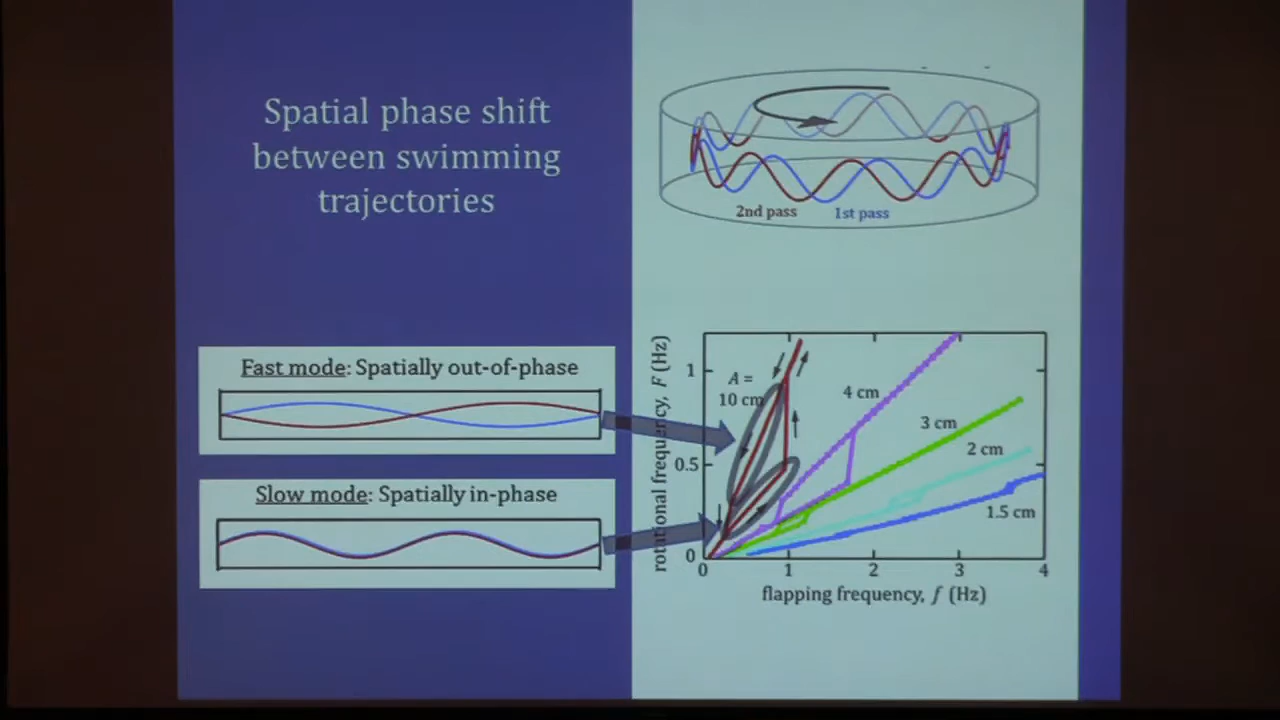 Spatial phase shift
between swimming
trajectories
2nd pass 1st pass
Fast mode: Spatially out-of-phase
Slow mode: Spatially in-phase
rotational frequency, F (Hz)
1
0.5
0
A =
10 cm
4 cm
3 cm
2 cm
1.5 cm
0 1 2 3 4
flapping frequency, f (Hz)